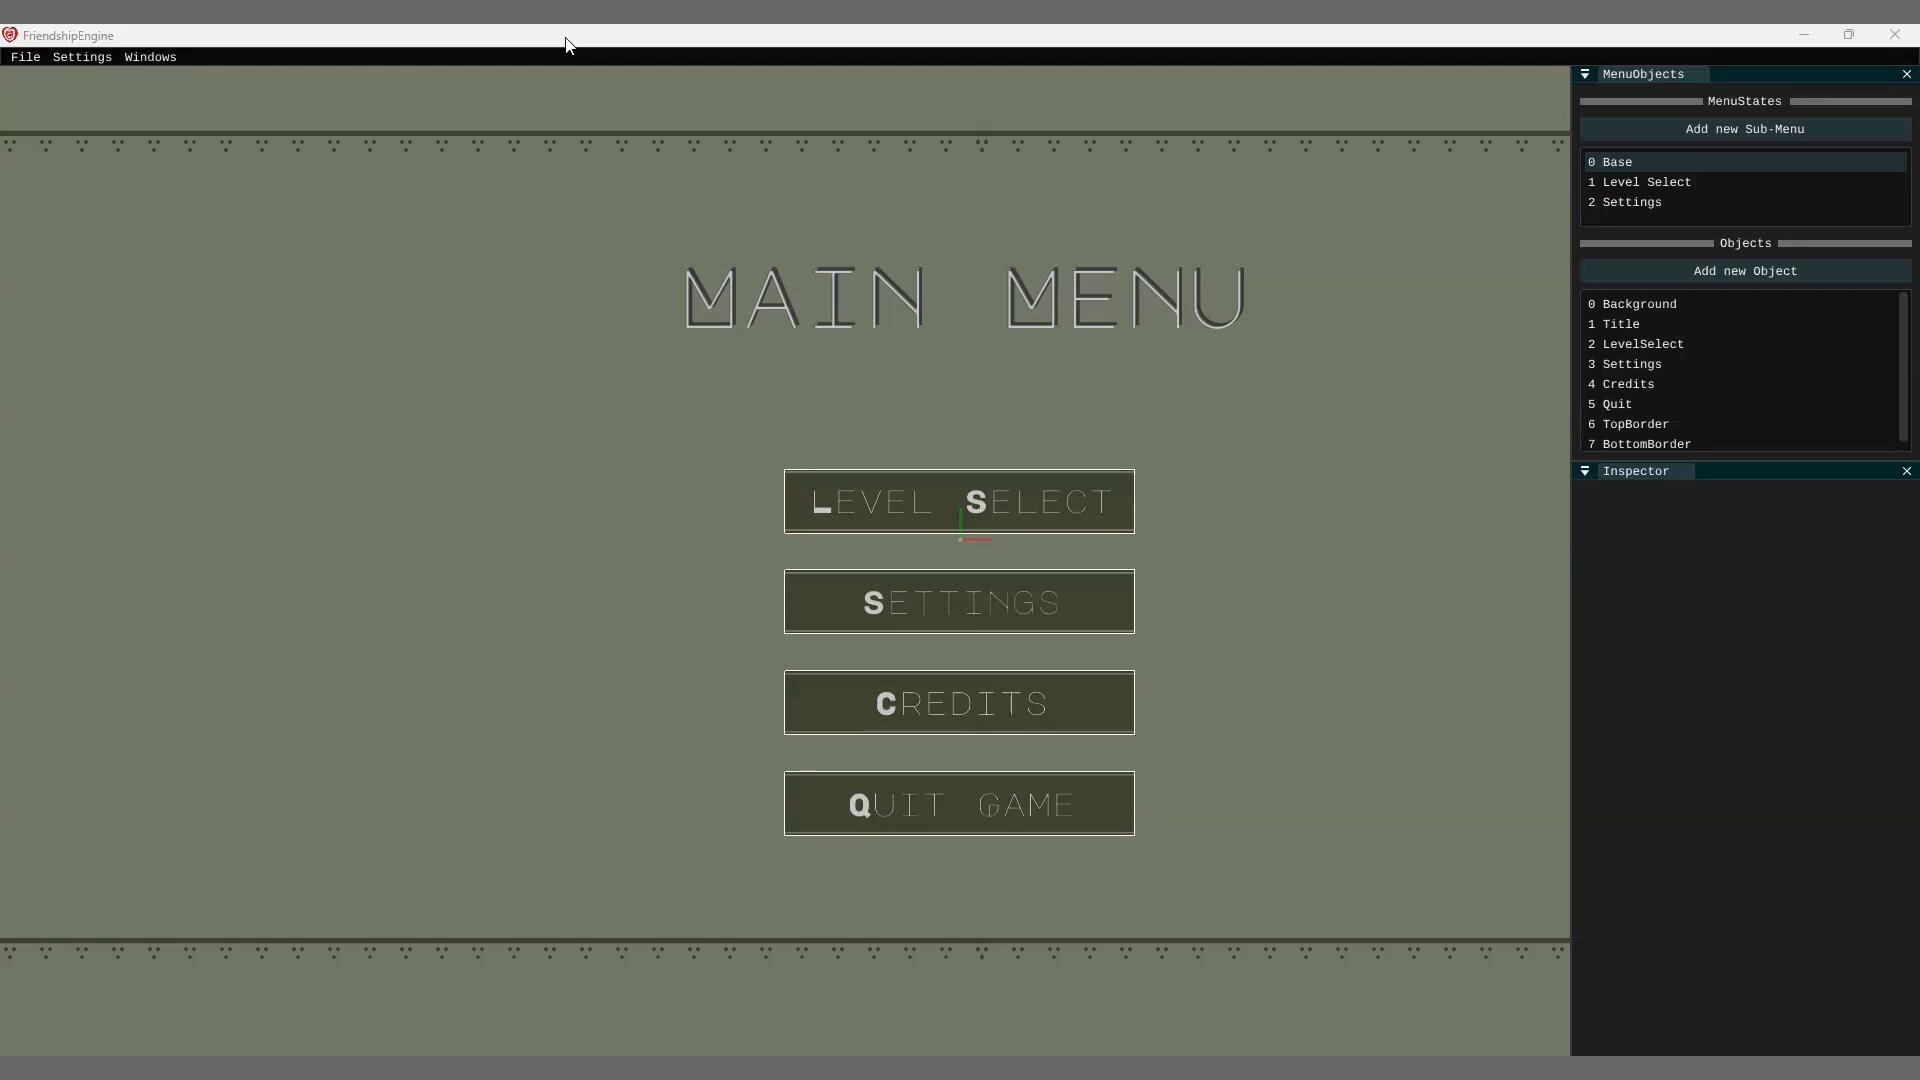 FriendshipEngine
File Settings Windows
MenuObjects
MenuStates
Add new Sub-Menu
0 Base
1 Level Select
2 Settings
Objects
Add new Object
0 Background
1 Title
2 LevelSelect
3 Settings
4 Credits
5 Quit
6 TopBorder
7 BottomBorder
Inspector
MAIN MENU
LEVEL SELECT
SETTINGS
CREDITS
QUIT GAME